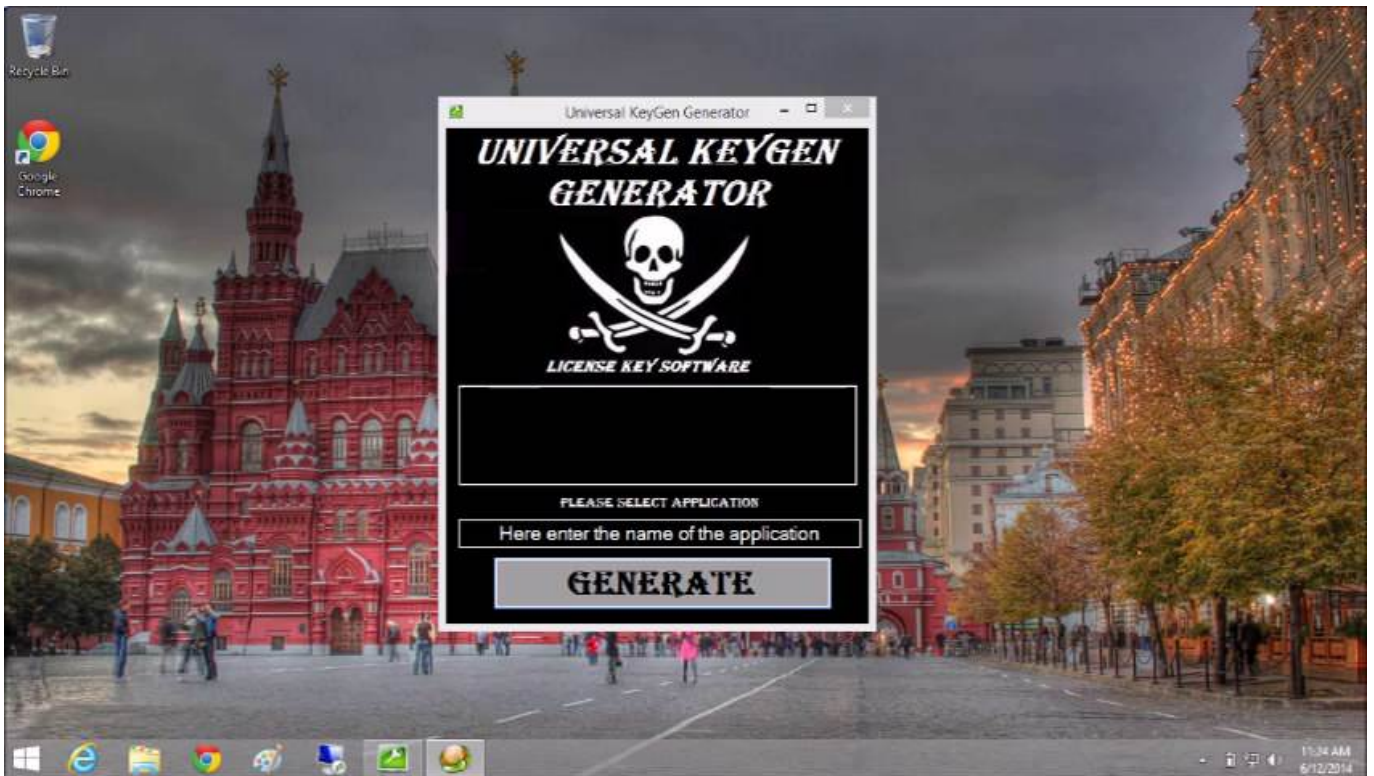 Recycle Bin
Google
Chrome
Universal KeyGen Generator
UNIVERSAL KEYGEN
GENERATOR
LICENSE KEY SOFTWARE
PLEASE SELECT APPLICATION
Here enter the name of the application
GENERATE
11:24 AM
6/12/2014